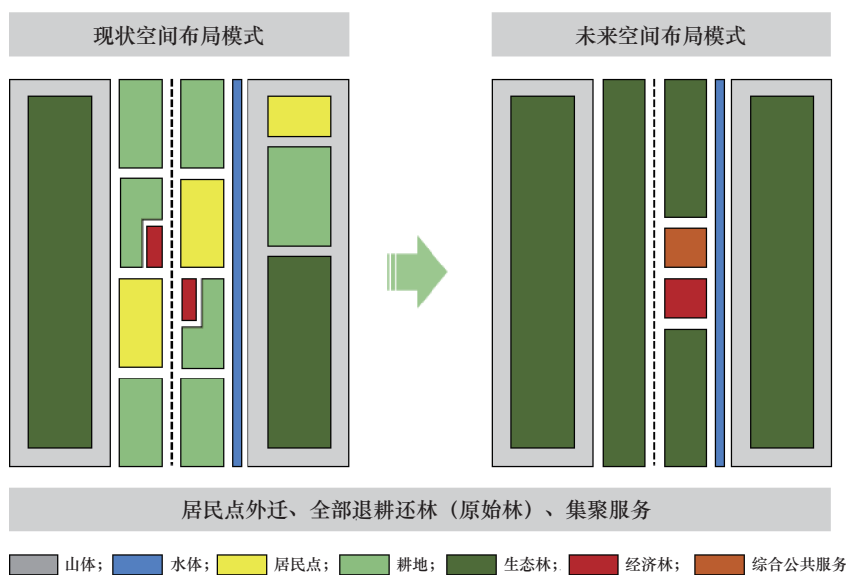 现状空间布局模式
未来空间布局模式
居民点外迁、全部退耕还林（原始林）、集聚服务
山体； 水体； 居民点； 耕地； 生态林； 经济林； 综合公共服务